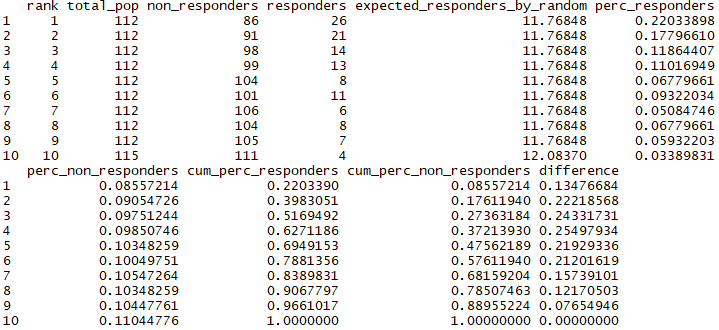 rank total_pop non_responders responders expected_responders_by_random perc_responders
1 1 112 86 26 11.76848 0.22033898
2 2 112 91 21 11.76848 0.17796610
3 3 112 98 14 11.76848 0.11864407
4 4 112 99 13 11.76848 0.11016949
5 5 112 104 8 11.76848 0.06779661
6 6 112 101 11 11.76848 0.09322034
7 7 112 106 6 11.76848 0.05084746
8 8 112 104 8 11.76848 0.06779661
9 9 112 105 7 11.76848 0.05932203
10 10 115 111 4 12.08370 0.03389831
perc_non_responders cum_perc_responders cum_perc_non_responders difference
1 0.08557214 0.2203390 0.08557214 0.13476684
2 0.09054726 0.3983051 0.17611940 0.22218568
3 0.09751244 0.5169492 0.27363184 0.24331731
4 0.09850746 0.6271186 0.37213930 0.25497934
5 0.10348259 0.6949153 0.47562189 0.21929336
6 0.10049751 0.7881356 0.57611940 0.21201619
7 0.10547264 0.8389831 0.68159204 0.15739101
8 0.10348259 0.9067797 0.78507463 0.12170503
9 0.10447761 0.9661017 0.88955224 0.07654946
10 0.11044776 1.0000000 1.00000000 0.00000000